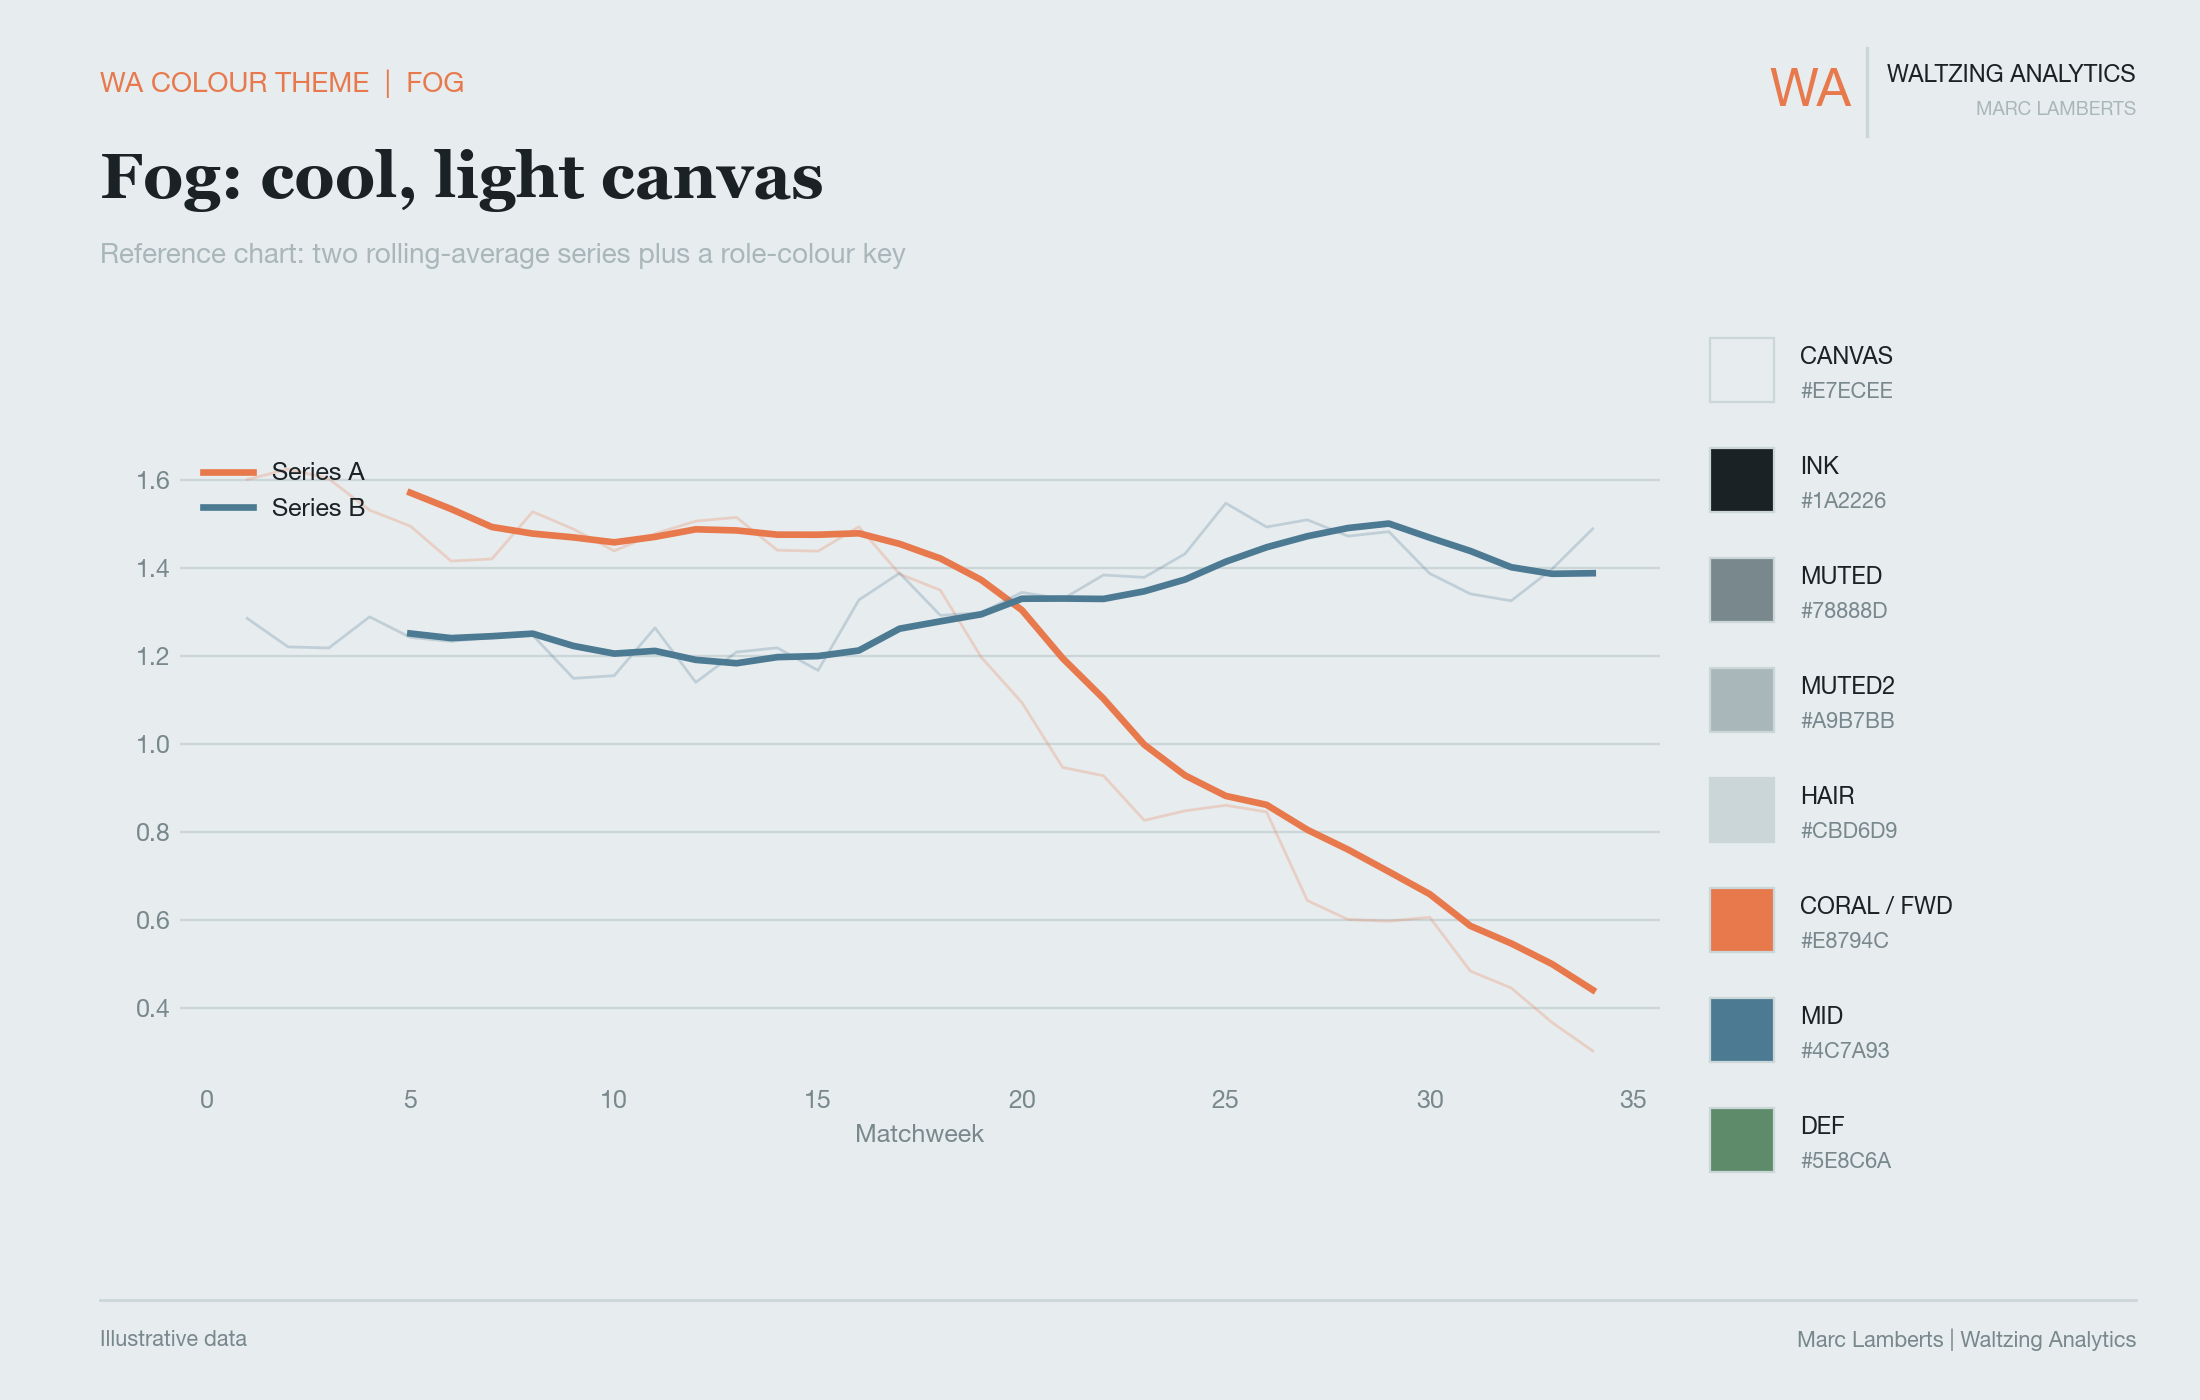 WA COLOUR THEME | FOG
WA
WALTZING ANALYTICS
MARC LAMBERTS
Fog: cool, light canvas
Reference chart: two rolling-average series plus a role-colour key
Series A
Series B
1.6
1.4
1.2
1.0
0.8
0.6
0.4
0 5 10 15 20 25 30 35
Matchweek
CANVAS
#E7ECEE
INK
#1A2226
MUTED
#78888D
MUTED2
#A9B7BB
HAIR
#CBD6D9
CORAL / FWD
#E8794C
MID
#4C7A93
DEF
#5E8C6A
Illustrative data
Marc Lamberts | Waltzing Analytics